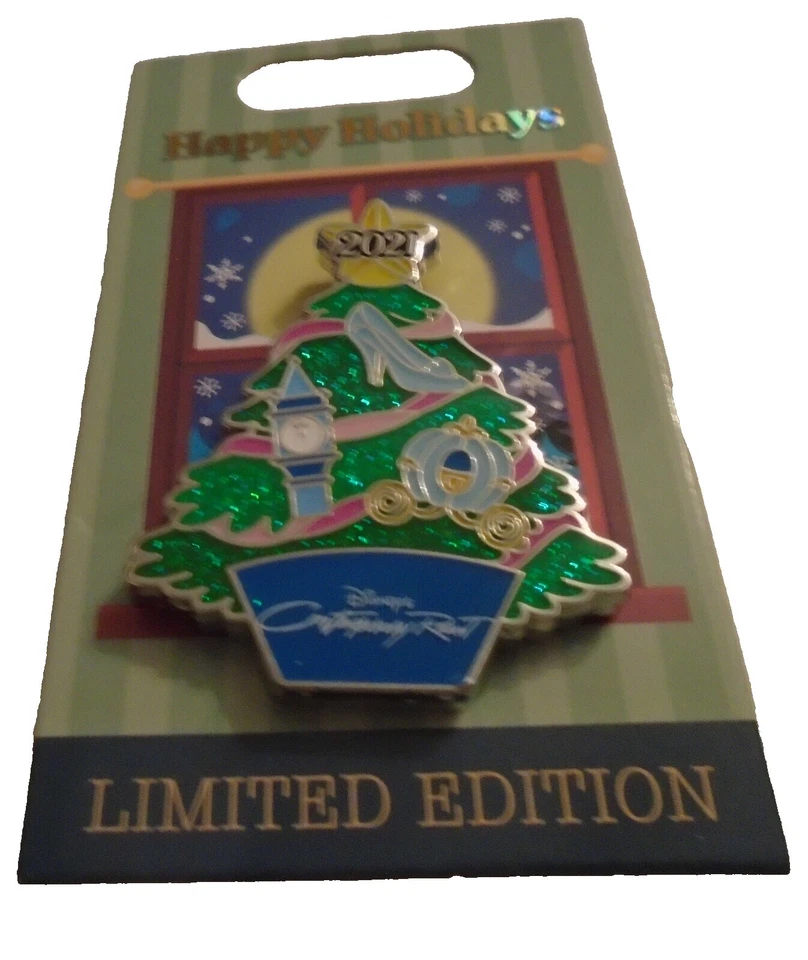 Happy Holidays
2021
Disney's
Contemporary Resort
LIMITED EDITION